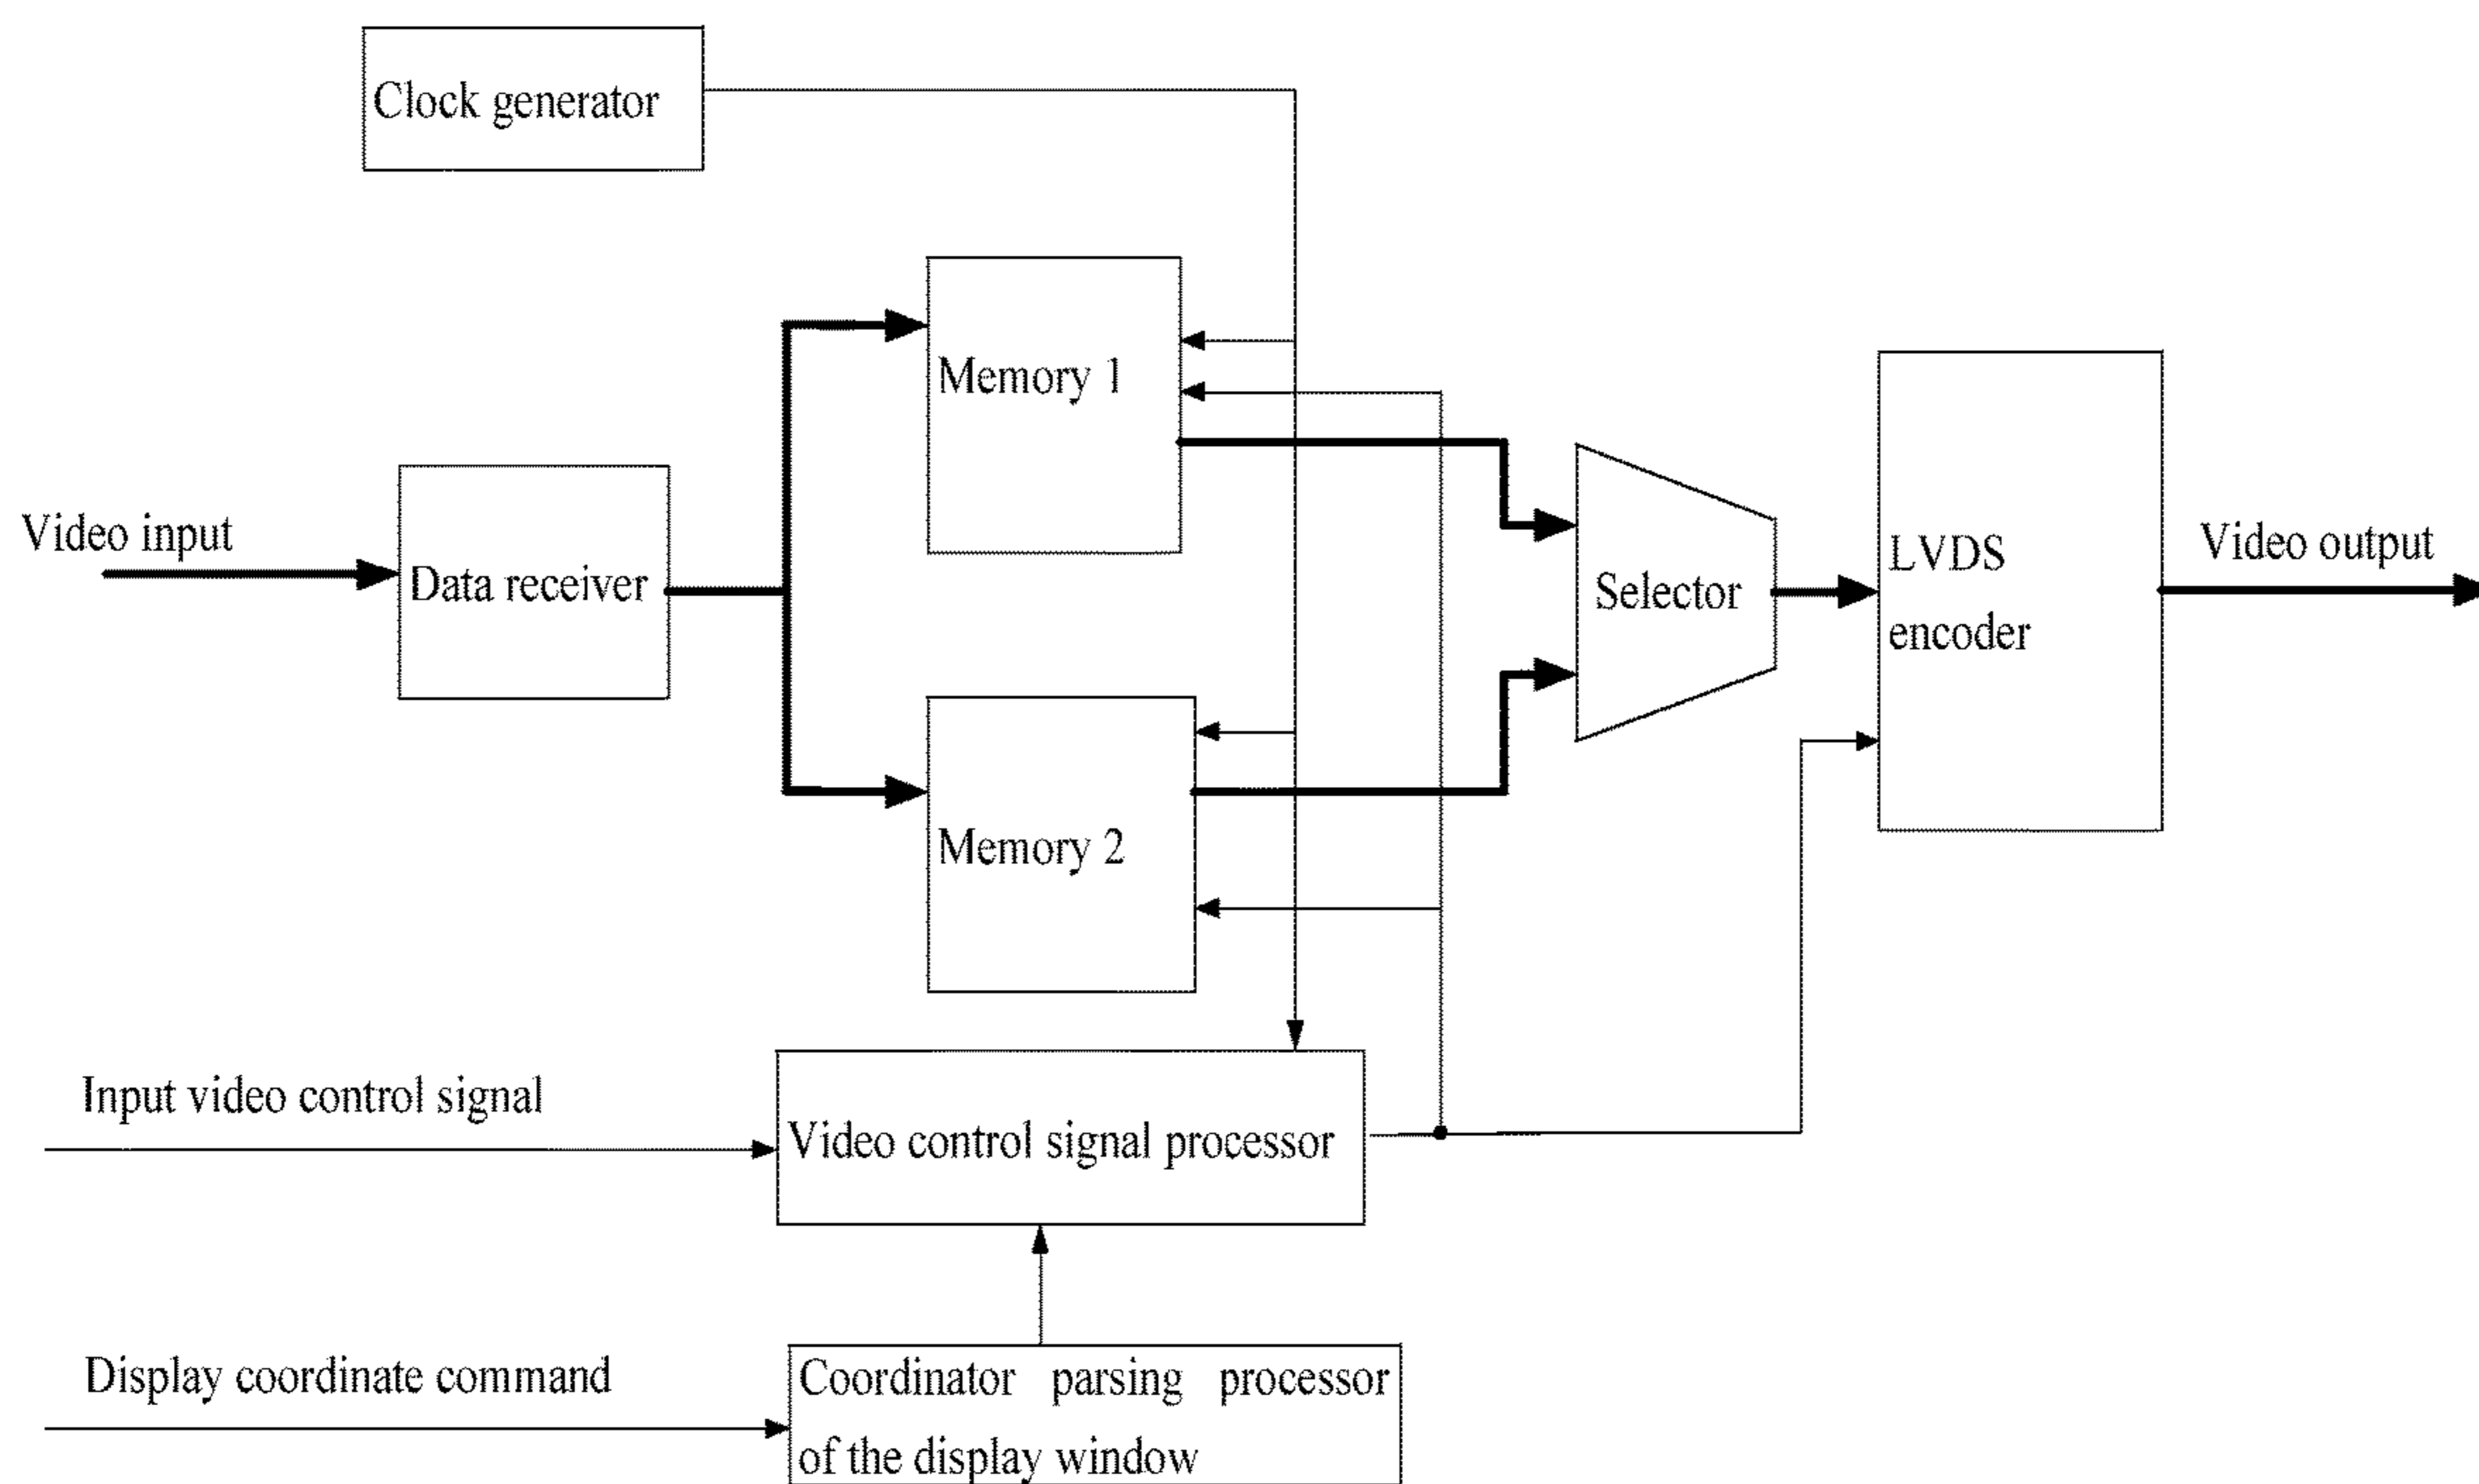 Clock generator
Memory 1
Video input
Data receiver
Selector
LVDS
encoder
Video output
Memory 2
Input video control signal
Video control signal processor
Display coordinate command
Coordinator parsing processor
of the display window